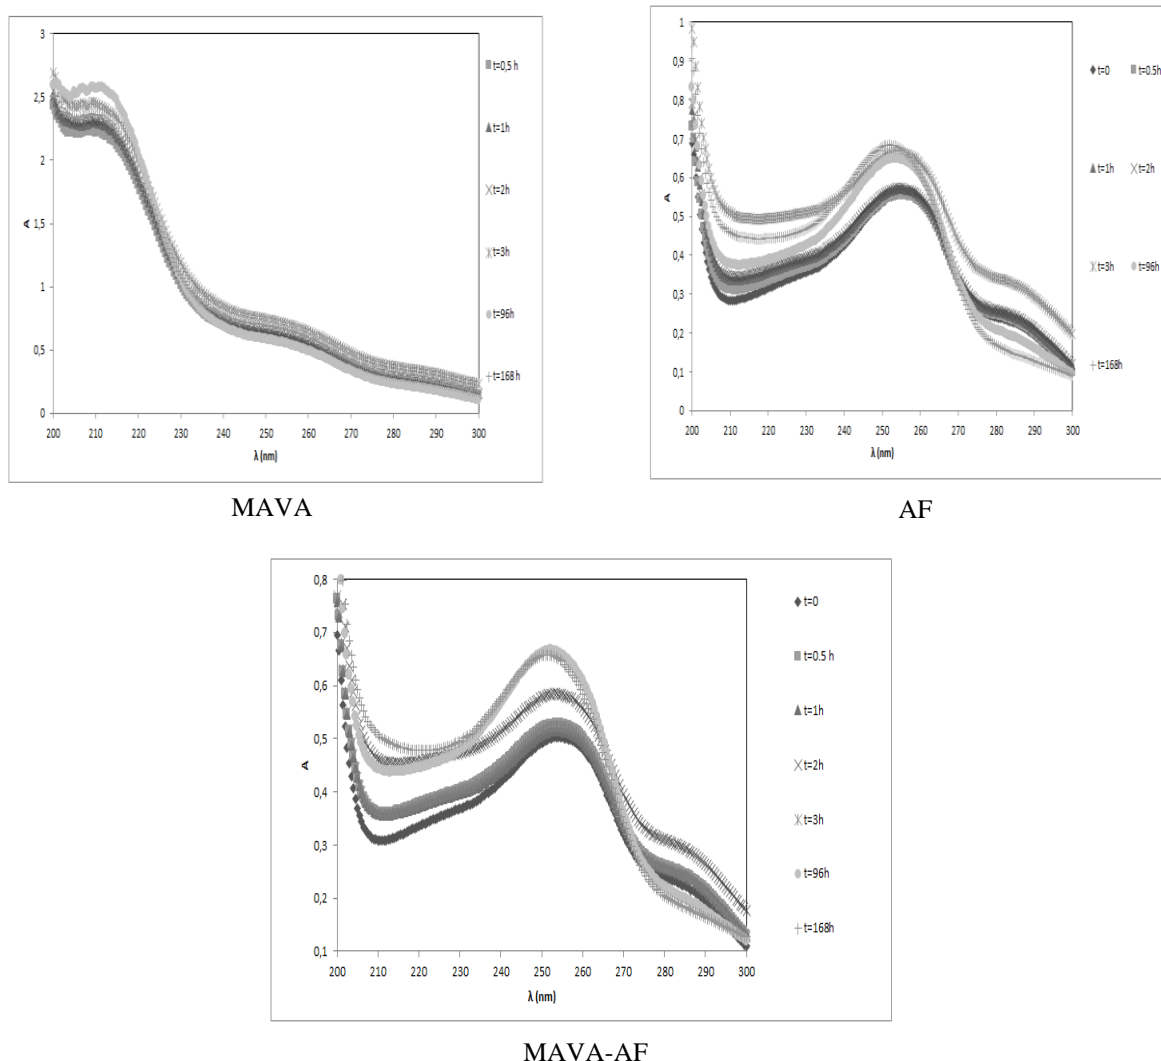 3
2,5
2
1,5
1
0,5
0
A
200 210 220 230 240 250 260 270 280 290 300
λ (nm)
t=0,5 h
t=1h
t=2h
t=3h
t=96h
t=168 h
MAVA
1
0,9
0,8
0,7
0,6
0,5
0,4
0,3
0,2
0,1
0
A
200 210 220 230 240 250 260 270 280 290 300
λ (nm)
t=0 t=0.5h
t=1h t=2h
t=3h t=96h
t=168h
AF
0,8
0,7
0,6
0,5
0,4
0,3
0,2
0,1
A
200 210 220 230 240 250 260 270 280 290 300
λ (nm)
t=0
t=0.5 h
t=1h
t=2h
t=3h
t=96h
t=168h
MAVA-AF